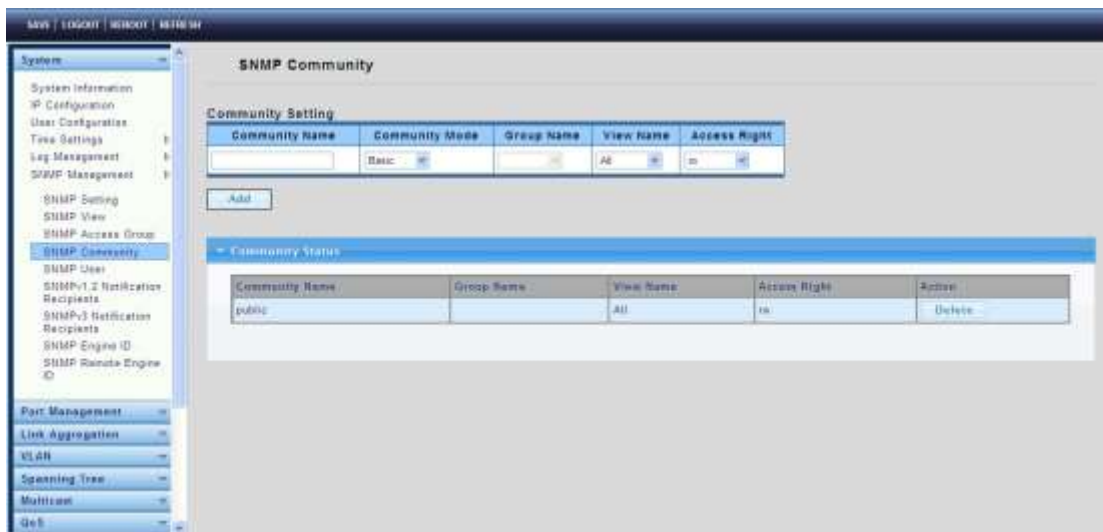 SAVE | LOGOUT | REBOOT | REFRESH
System
System Information
IP Configuration
User Configuration
Time Settings
Log Management
SNMP Management
SNMP Setting
SNMP View
SNMP Access Group
SNMP Community
SNMP User
SNMPv1,2 Notification
Recipients
SNMPv3 Notification
Recipients
SNMP Engine ID
SNMP Remote Engine
ID
Port Management
Link Aggregation
VLAN
Spanning Tree
Multicast
QoS
SNMP Community
Community Setting
Community Name Community Mode Group Name View Name Access Right
Basic All ro
Add
Community Status
Community Name Group Name View Name Access Right Action
public All ro Delete